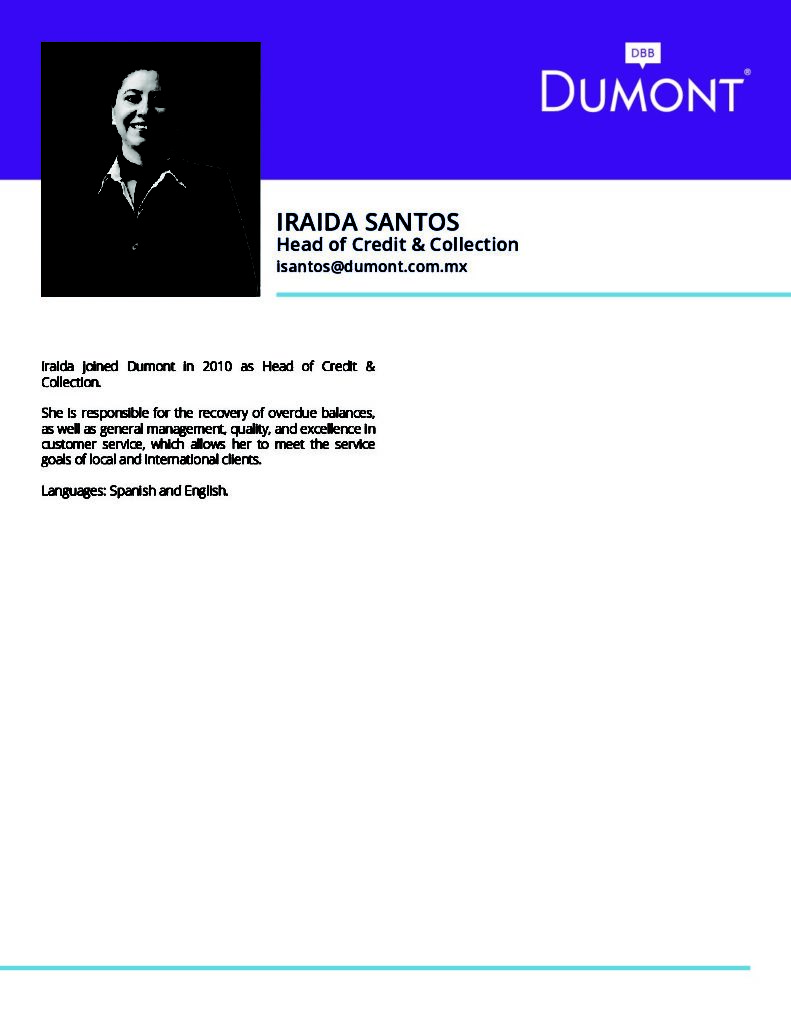 DBB
DUMONT®
IRAIDA SANTOS
Head of Credit & Collection
isantos@dumont.com.mx
Iraida joined Dumont in 2010 as Head of Credit &
Collection.
She is responsible for the recovery of overdue balances,
as well as general management, quality, and excellence in
customer service, which allows her to meet the service
goals of local and international clients.
Languages: Spanish and English.